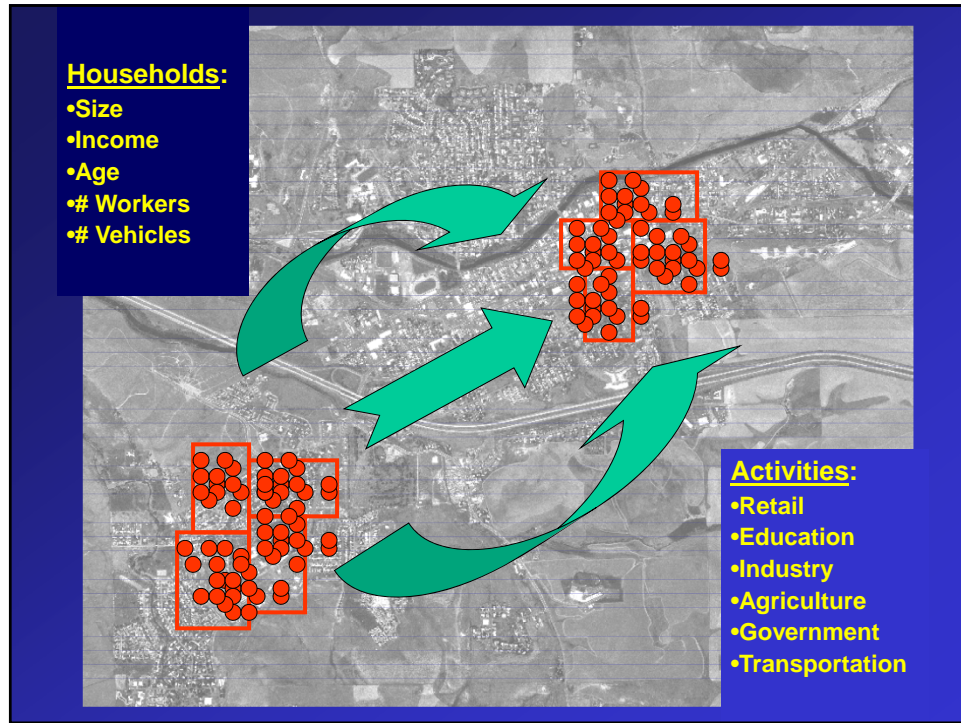 Households:
•Size
•Income
•Age
•# Workers
•# Vehicles
Activities:
•Retail
•Education
•Industry
•Agriculture
•Government
•Transportation